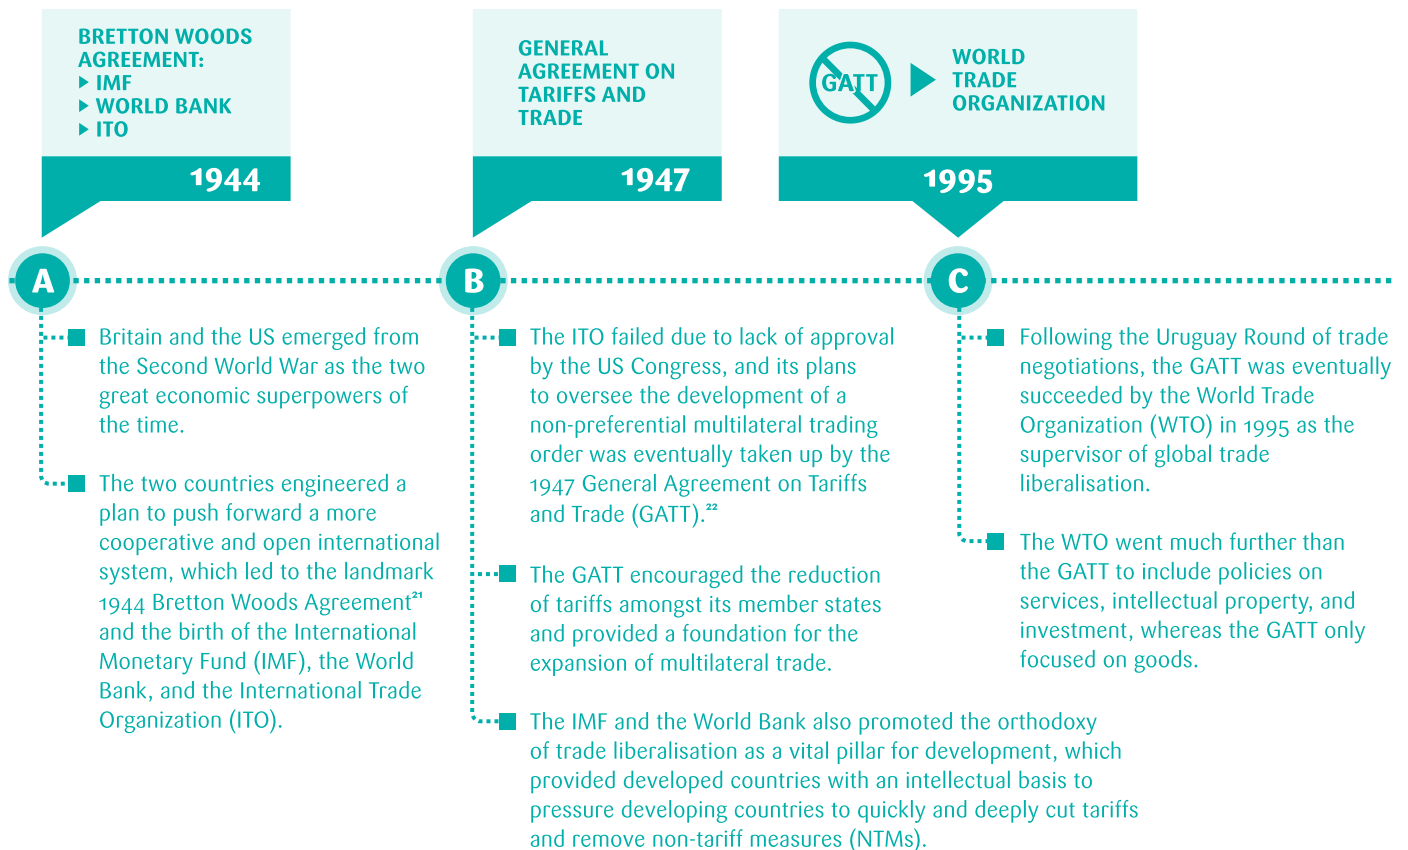 BRETTON WOODS
AGREEMENT:
IMF
WORLD BANK
ITO
1944
GENERAL
AGREEMENT ON
TARIFFS AND
TRADE
1947
GATT
WORLD
TRADE
ORGANIZATION
1995
A
Britain and the US emerged from
the Second World War as the two
great economic superpowers of
the time.
The two countries engineered a
plan to push forward a more
cooperative and open international
system, which led to the landmark
1944 Bretton Woods Agreement²¹
and the birth of the International
Monetary Fund (IMF), the World
Bank, and the International Trade
Organization (ITO).
B
The ITO failed due to lack of approval
by the US Congress, and its plans
to oversee the development of a
non-preferential multilateral trading
order was eventually taken up by the
1947 General Agreement on Tariffs
and Trade (GATT).²²
The GATT encouraged the reduction
of tariffs amongst its member states
and provided a foundation for the
expansion of multilateral trade.
The IMF and the World Bank also promoted the orthodoxy
of trade liberalisation as a vital pillar for development, which
provided developed countries with an intellectual basis to
pressure developing countries to quickly and deeply cut tariffs
and remove non-tariff measures (NTMs).
C
Following the Uruguay Round of trade
negotiations, the GATT was eventually
succeeded by the World Trade
Organization (WTO) in 1995 as the
supervisor of global trade
liberalisation.
The WTO went much further than
the GATT to include policies on
services, intellectual property, and
investment, whereas the GATT only
focused on goods.